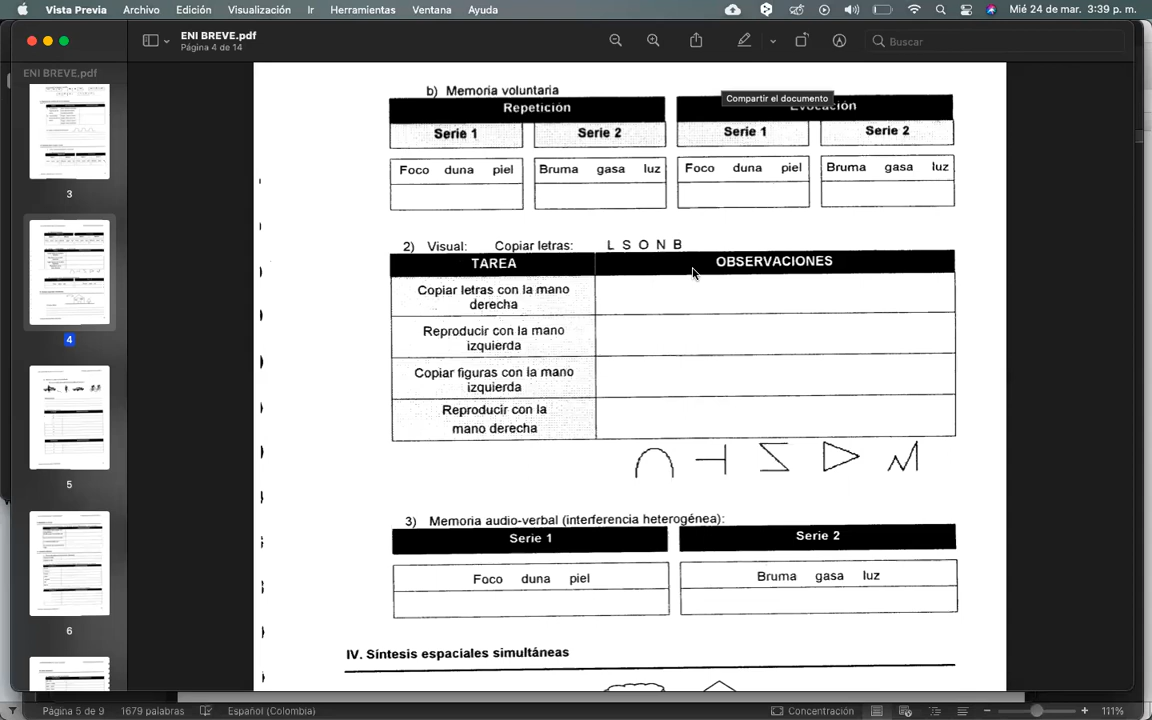 Vista Previa Archivo Edición Visualización Ir Herramientas Ventana Ayuda Mié 24 de mar. 3:39 p. m.
ENI BREVE.pdf
Página 4 de 14
Buscar
ENI BREVE.pdf
3
4
5
6
b) Memoria voluntaria
Compartir el documento
Repetición Evocación
Serie 1 Serie 2 Serie 1 Serie 2
Foco duna piel Bruma gasa luz Foco duna piel Bruma gasa luz
2) Visual: Copiar letras: L S O N B
TAREA OBSERVACIONES
Copiar letras con la mano
derecha
Reproducir con la mano
izquierda
Copiar figuras con la mano
izquierda
Reproducir con la
mano derecha
3) Memoria audio-verbal (interferencia heterogénea):
Serie 1 Serie 2
Foco duna piel Bruma gasa luz
IV. Síntesis espaciales simultáneas
Página 5 de 9 1679 palabras Español (Colombia) Concentración 111%